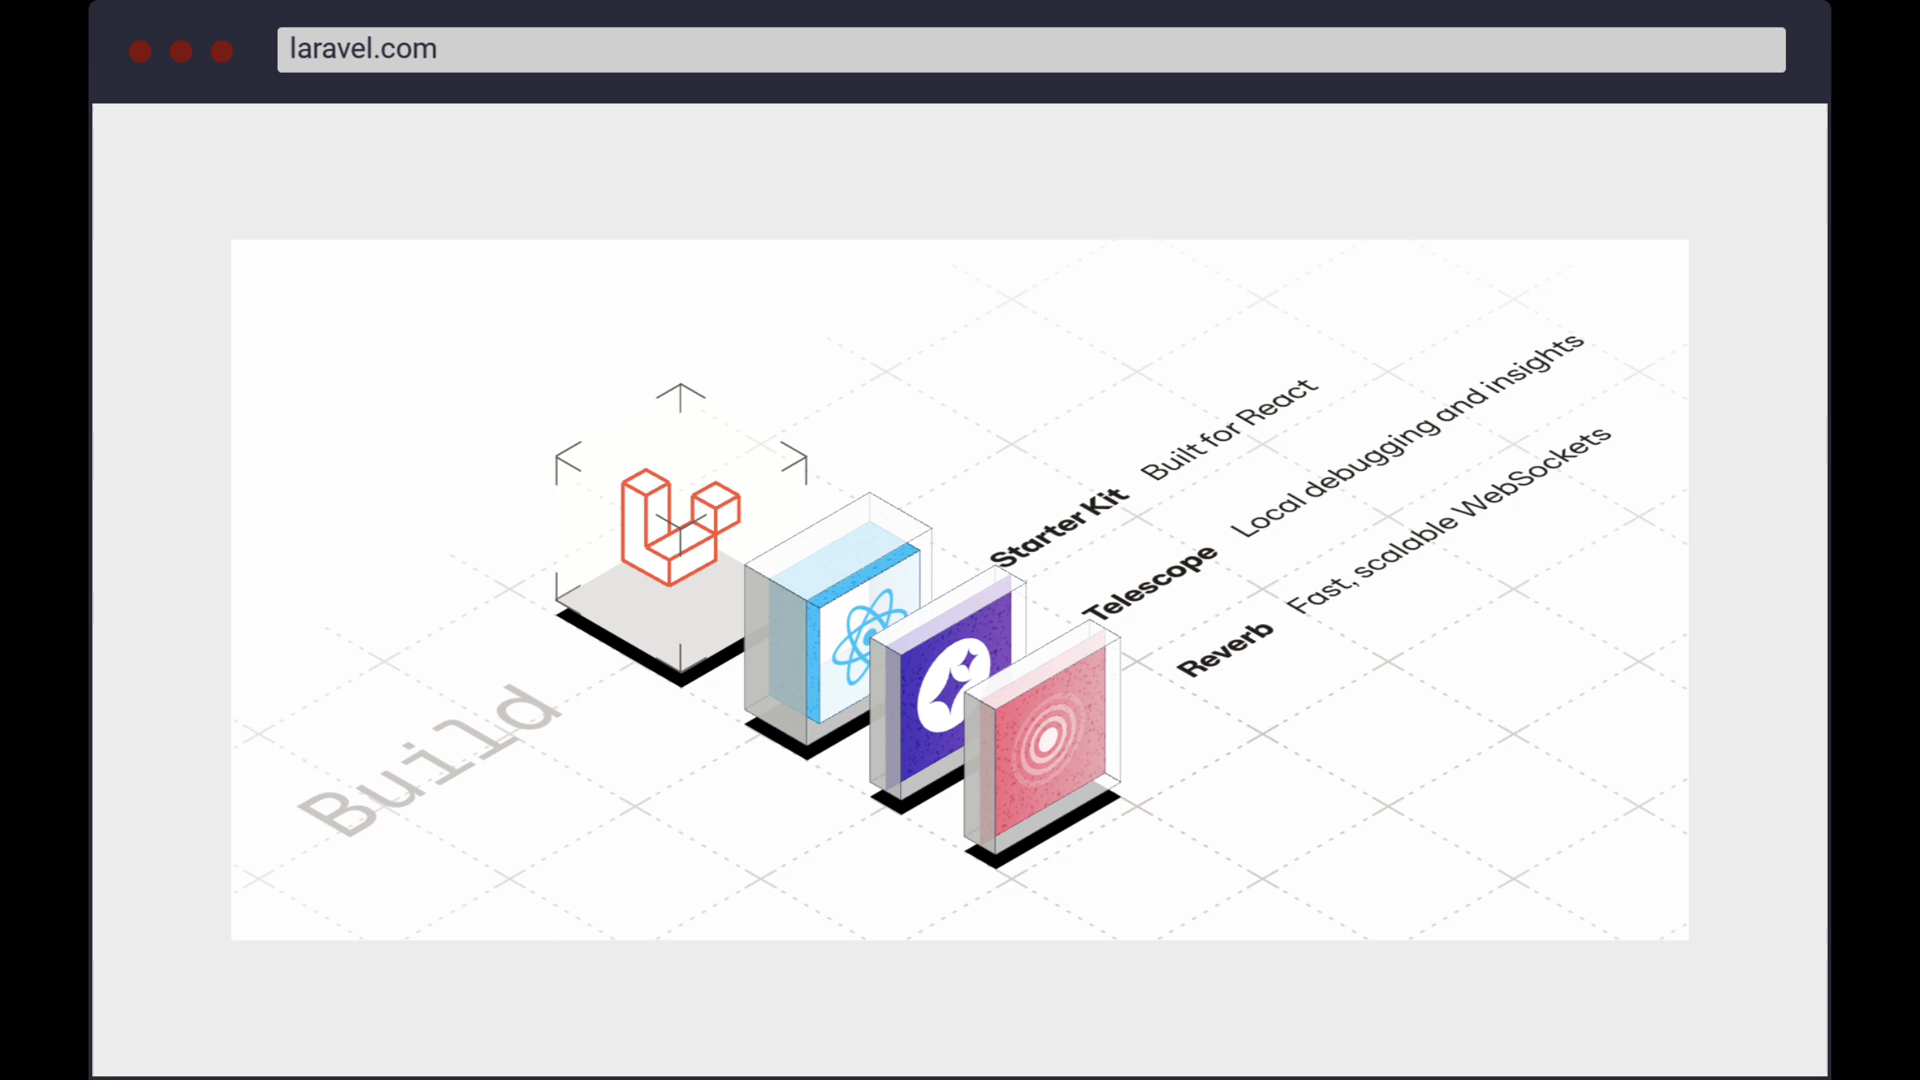 laravel.com
Starter Kit Built for React
Telescope Local debugging and insights
Reverb Fast, scalable WebSockets
Build